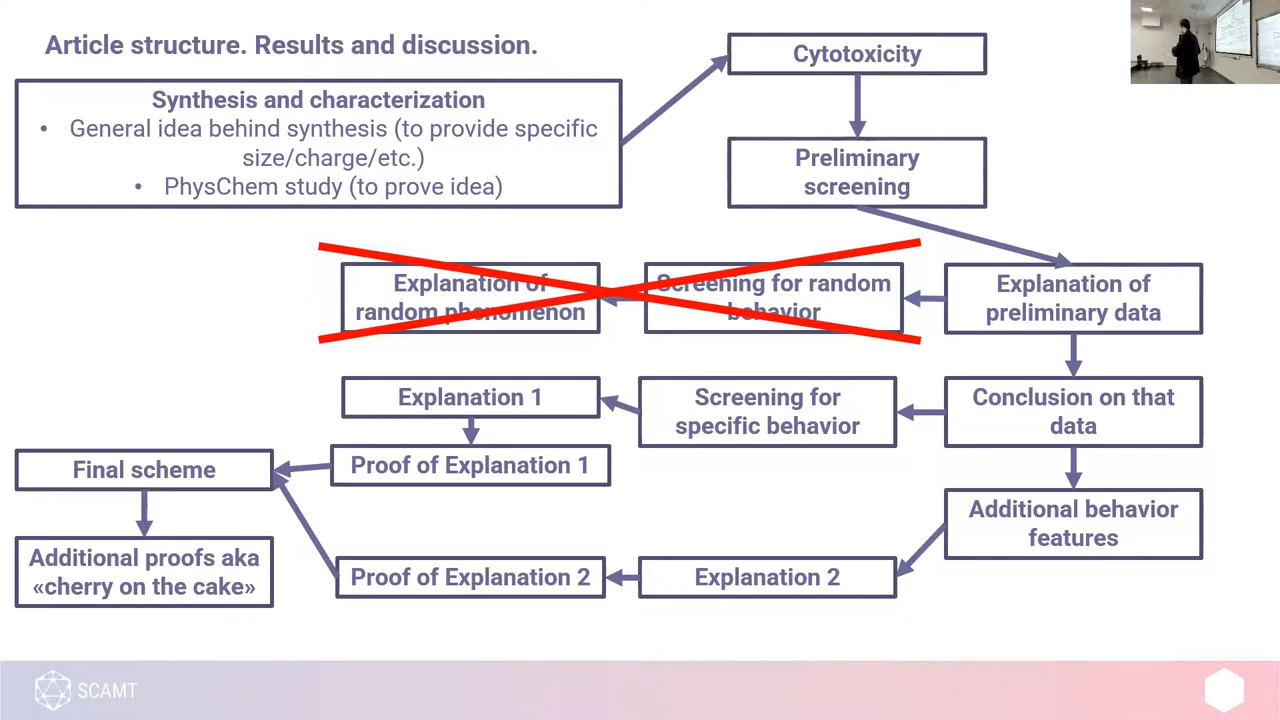 Article structure. Results and discussion.
Synthesis and characterization
• General idea behind synthesis (to provide specific
size/charge/etc.)
• PhysChem study (to prove idea)
Cytotoxicity
Preliminary
screening
Explanation of
preliminary data
Screening for random
behavior
Explanation of
random phenomenon
Conclusion on that
data
Screening for
specific behavior
Explanation 1
Proof of Explanation 1
Additional behavior
features
Explanation 2
Proof of Explanation 2
Final scheme
Additional proofs aka
«cherry on the cake»
SCAMT